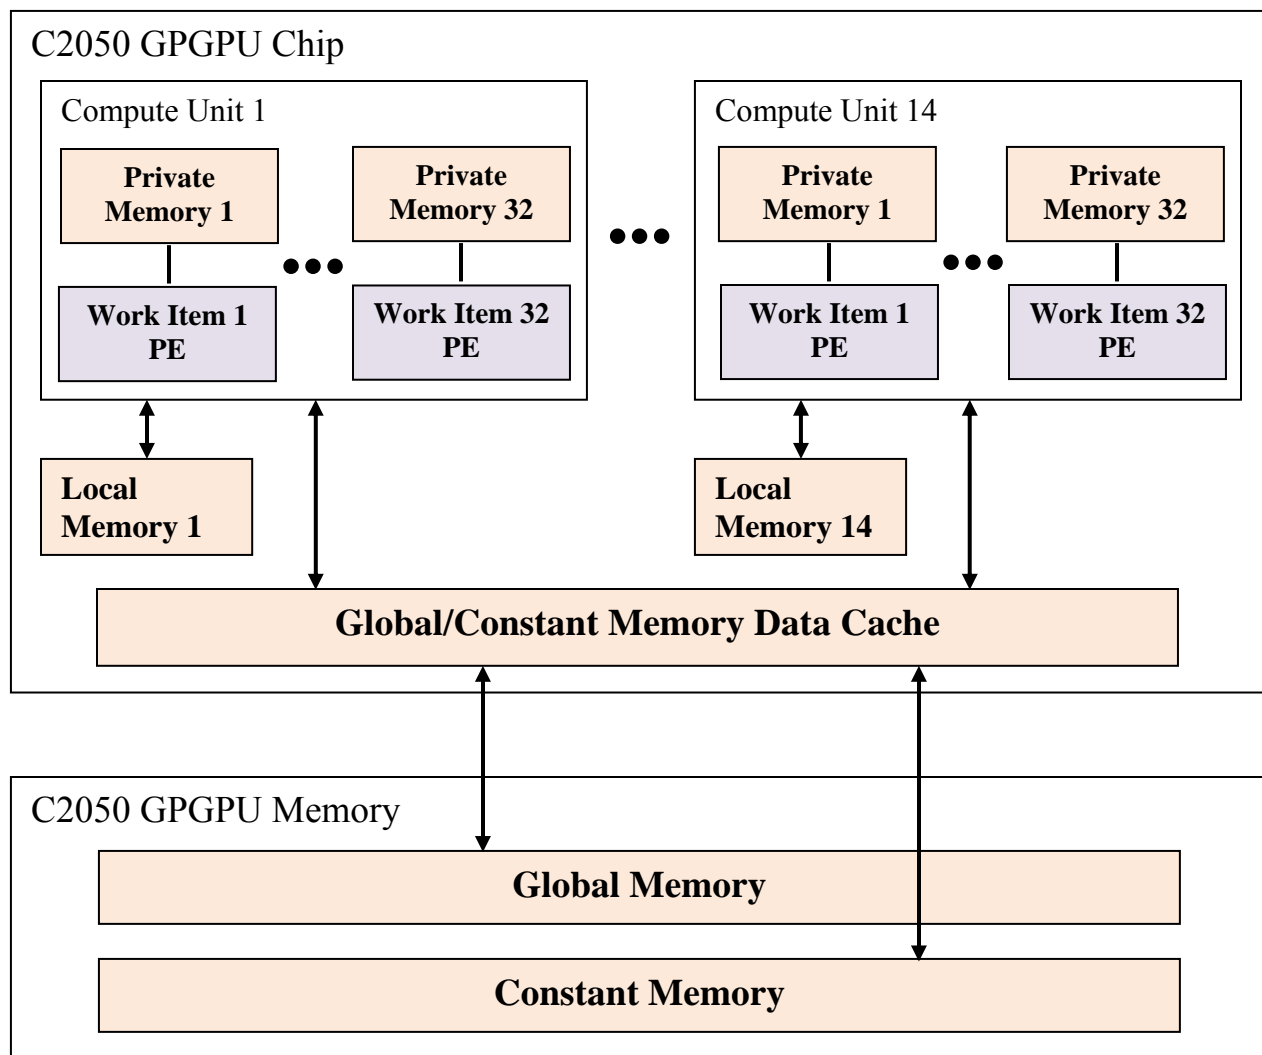 C2050 GPGPU Chip
Compute Unit 1
Private
Memory 1
Private
Memory 32
Work Item 1
PE
Work Item 32
PE
Compute Unit 14
Private
Memory 1
Private
Memory 32
Work Item 1
PE
Work Item 32
PE
Local
Memory 1
Local
Memory 14
Global/Constant Memory Data Cache
C2050 GPGPU Memory
Global Memory
Constant Memory